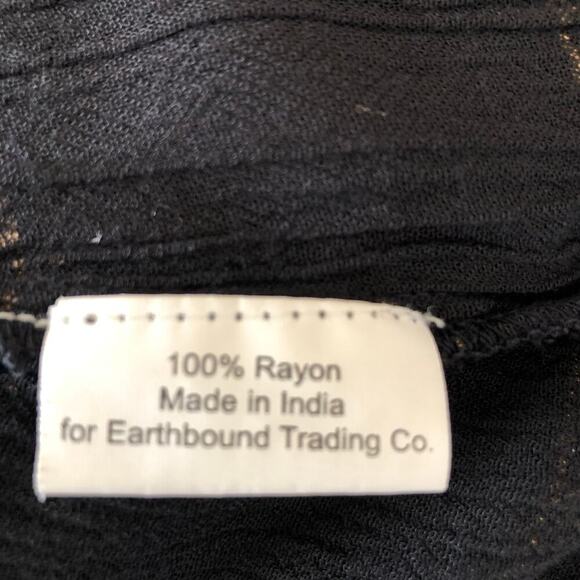 100% Rayon
Made in India
for Earthbound Trading Co.